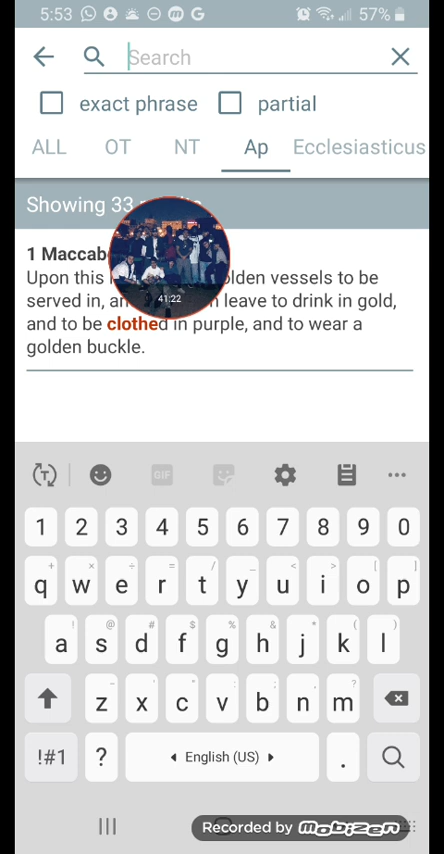 5:53 57%
Search
exact phrase partial
ALL OT NT Ap Ecclesiasticus
Showing 33
1 Maccab
Upon this olden vessels to be
served in, an leave to drink in gold,
and to be clothed in purple, and to wear a
golden buckle.
41:22
GIF
1 2 3 4 5 6 7 8 9 0
q w e r t y u i o p
a s d f g h j k l
z x c v b n m
!#1 ? English (US) .
Recorded by MOBIZEN